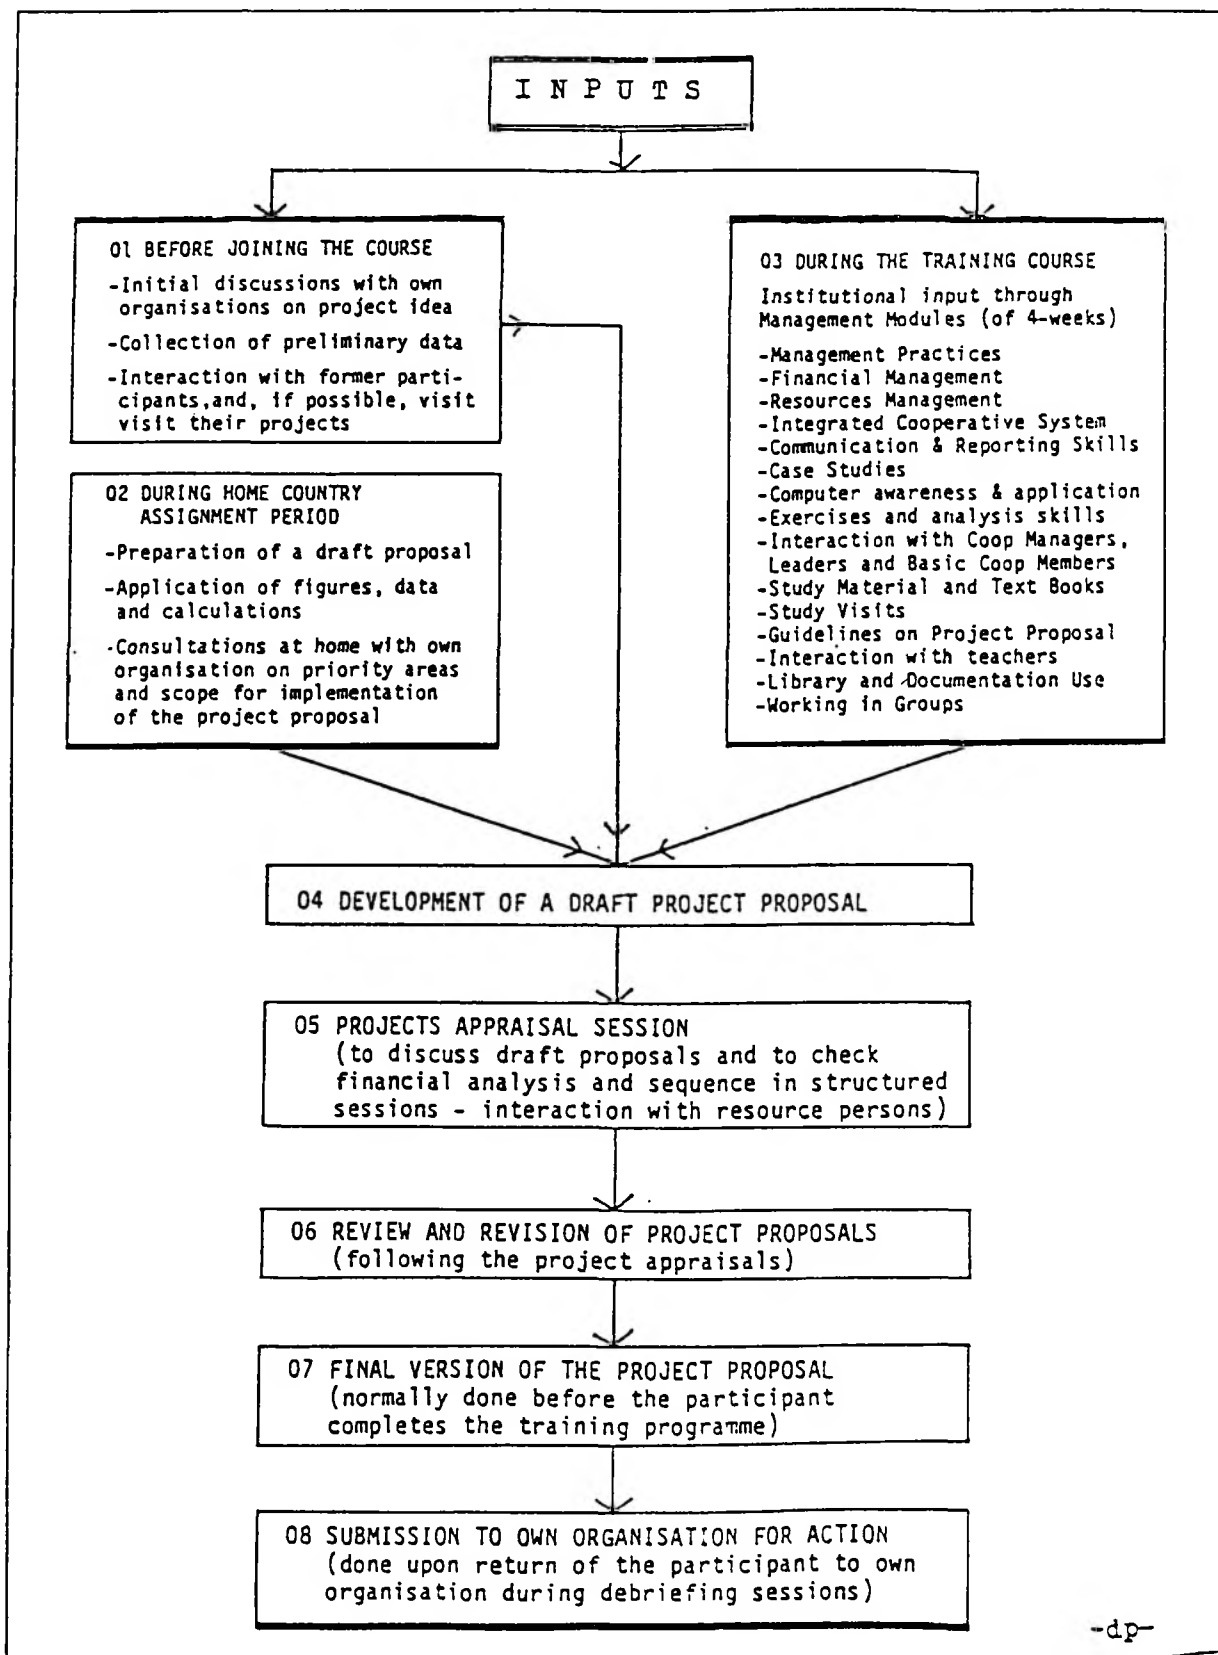 I N P U T S
01 BEFORE JOINING THE COURSE
-Initial discussions with own
organisations on project idea
-Collection of preliminary data
-Interaction with former parti-
cipants,and, if possible, visit
visit their projects
02 DURING HOME COUNTRY
ASSIGNMENT PERIOD
-Preparation of a draft proposal
-Application of figures, data
and calculations
-Consultations at home with own
organisation on priority areas
and scope for implementation
of the project proposal
03 DURING THE TRAINING COURSE
Institutional input through
Management Modules (of 4-weeks)
-Management Practices
-Financial Management
-Resources Management
-Integrated Cooperative System
-Communication & Reporting Skills
-Case Studies
-Computer awareness & application
-Exercises and analysis skills
-Interaction with Coop Managers,
Leaders and Basic Coop Members
-Study Material and Text Books
-Study Visits
-Guidelines on Project Proposal
-Interaction with teachers
-Library and Documentation Use
-Working in Groups
04 DEVELOPMENT OF A DRAFT PROJECT PROPOSAL
05 PROJECTS APPRAISAL SESSION
(to discuss draft proposals and to check
financial analysis and sequence in structured
sessions - interaction with resource persons)
06 REVIEW AND REVISION OF PROJECT PROPOSALS
(following the project appraisals)
07 FINAL VERSION OF THE PROJECT PROPOSAL
(normally done before the participant
completes the training programme)
08 SUBMISSION TO OWN ORGANISATION FOR ACTION
(done upon return of the participant to own
organisation during debriefing sessions)
-dp-